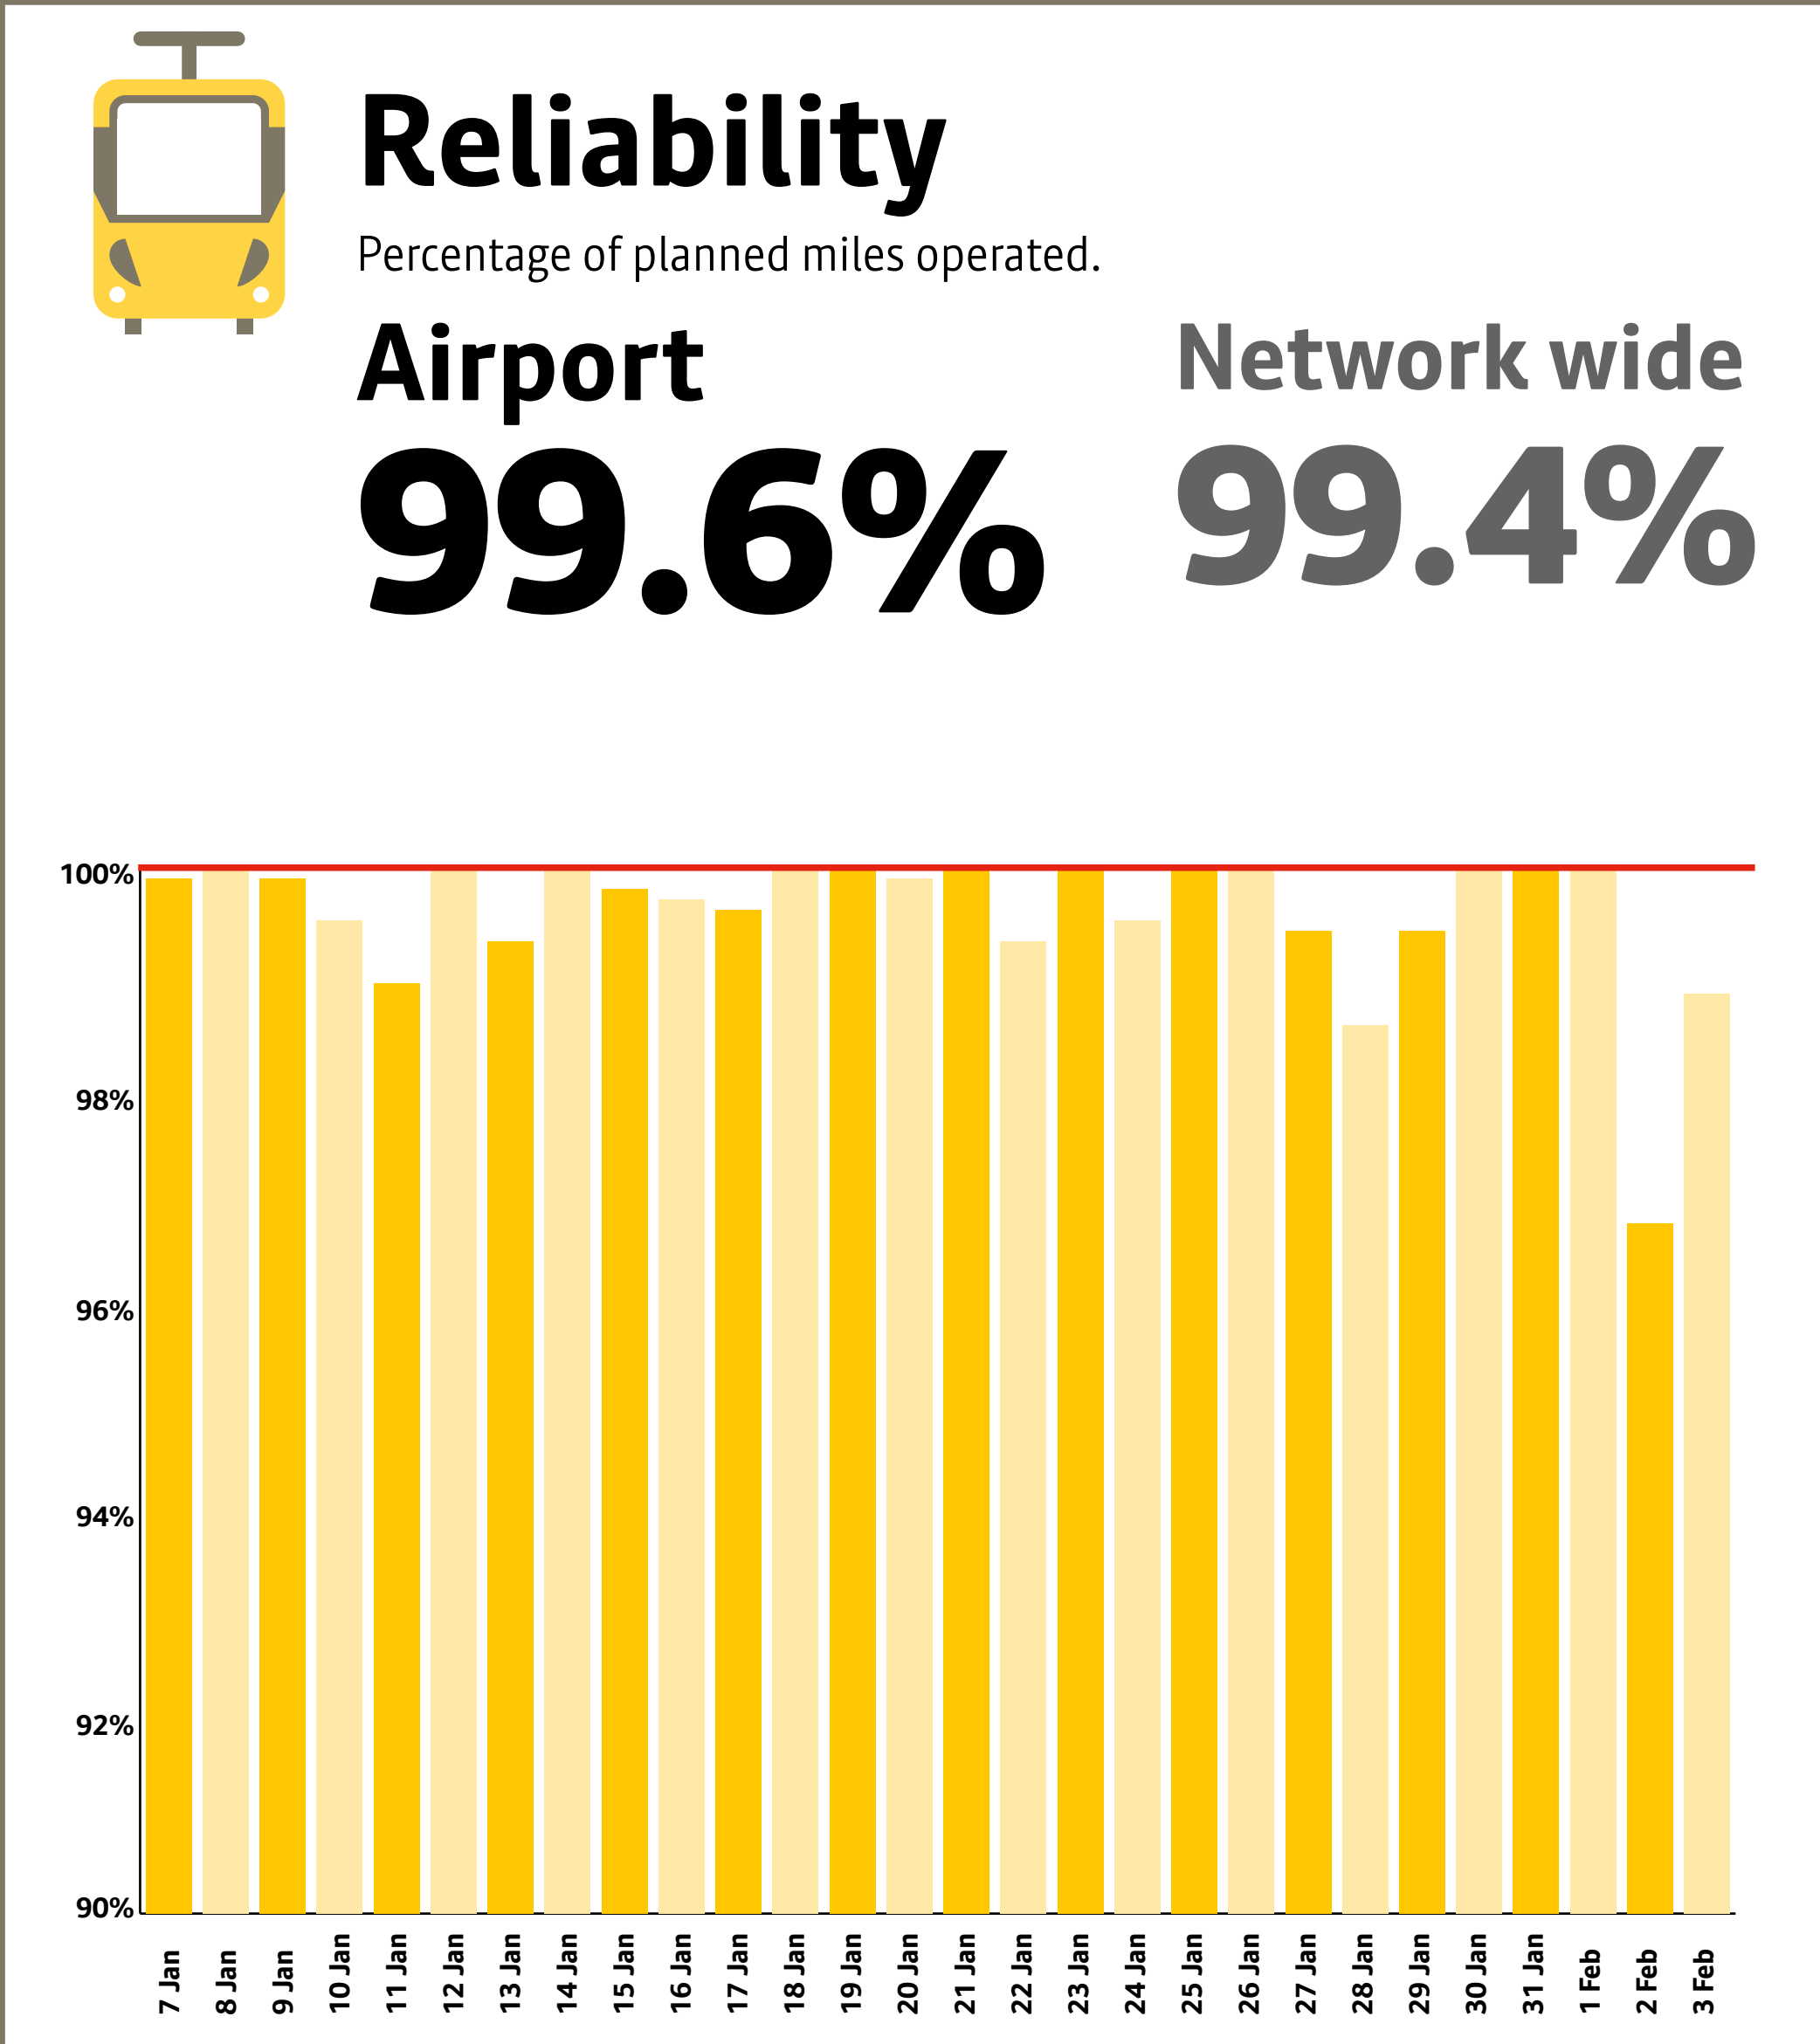 Reliability
Percentage of planned miles operated.
Airport
99.6%
Network wide
99.4%
100%
98%
96%
94%
92%
90%
7 Jan
8 Jan
9 Jan
10 Jan
11 Jan
12 Jan
13 Jan
14 Jan
15 Jan
16 Jan
17 Jan
18 Jan
19 Jan
20 Jan
21 Jan
22 Jan
23 Jan
24 Jan
25 Jan
26 Jan
27 Jan
28 Jan
29 Jan
30 Jan
31 Jan
1 Feb
2 Feb
3 Feb